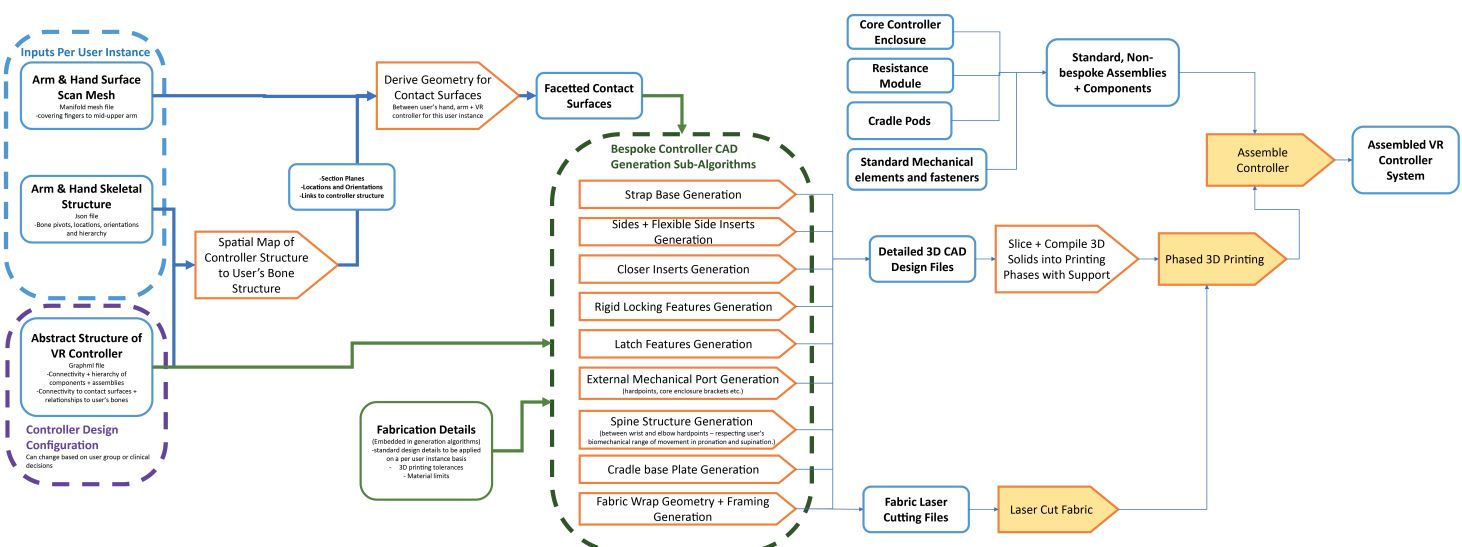 Inputs Per User Instance
Arm & Hand Surface
Scan Mesh
Manifold mesh file
-covering fingers to mid-upper arm
Arm & Hand Skeletal
Structure
Json file
-Bone pivots, locations, orientations
and hierarchy
Abstract Structure of
VR Controller
Graphml file
-Connectivity + hierarchy of
components + assemblies
-Connectivity to contact surfaces +
relationships to user's bones
Controller Design
Configuration
Can change based on user group or clinical
decisions
Spatial Map of
Controller Structure
to User's Bone
Structure
-Section Planes
-Locations and Orientations
-Links to controller structure
Derive Geometry for
Contact Surfaces
Between user's hand, arm + VR
controller for this user instance
Facetted Contact
Surfaces
Fabrication Details
(Embedded in generation algorithms)
-standard design details to be applied
on a per user instance basis
- 3D printing tolerances
- Material limits
Bespoke Controller CAD
Generation Sub-Algorithms
Strap Base Generation
Sides + Flexible Side Inserts
Generation
Closer Inserts Generation
Rigid Locking Features Generation
Latch Features Generation
External Mechanical Port Generation
(hardpoints, core enclosure brackets etc.)
Spine Structure Generation
(between wrist and elbow hardpoints – respecting user's
biomechanical range of movement in pronation and supination.)
Cradle base Plate Generation
Fabric Wrap Geometry + Framing
Generation
Core Controller
Enclosure
Resistance
Module
Cradle Pods
Standard Mechanical
elements and fasteners
Standard, Non-
bespoke Assemblies
+ Components
Detailed 3D CAD
Design Files
Slice + Compile 3D
Solids into Printing
Phases with Support
Phased 3D Printing
Fabric Laser
Cutting Files
Laser Cut Fabric
Assemble
Controller
Assembled VR
Controller
System